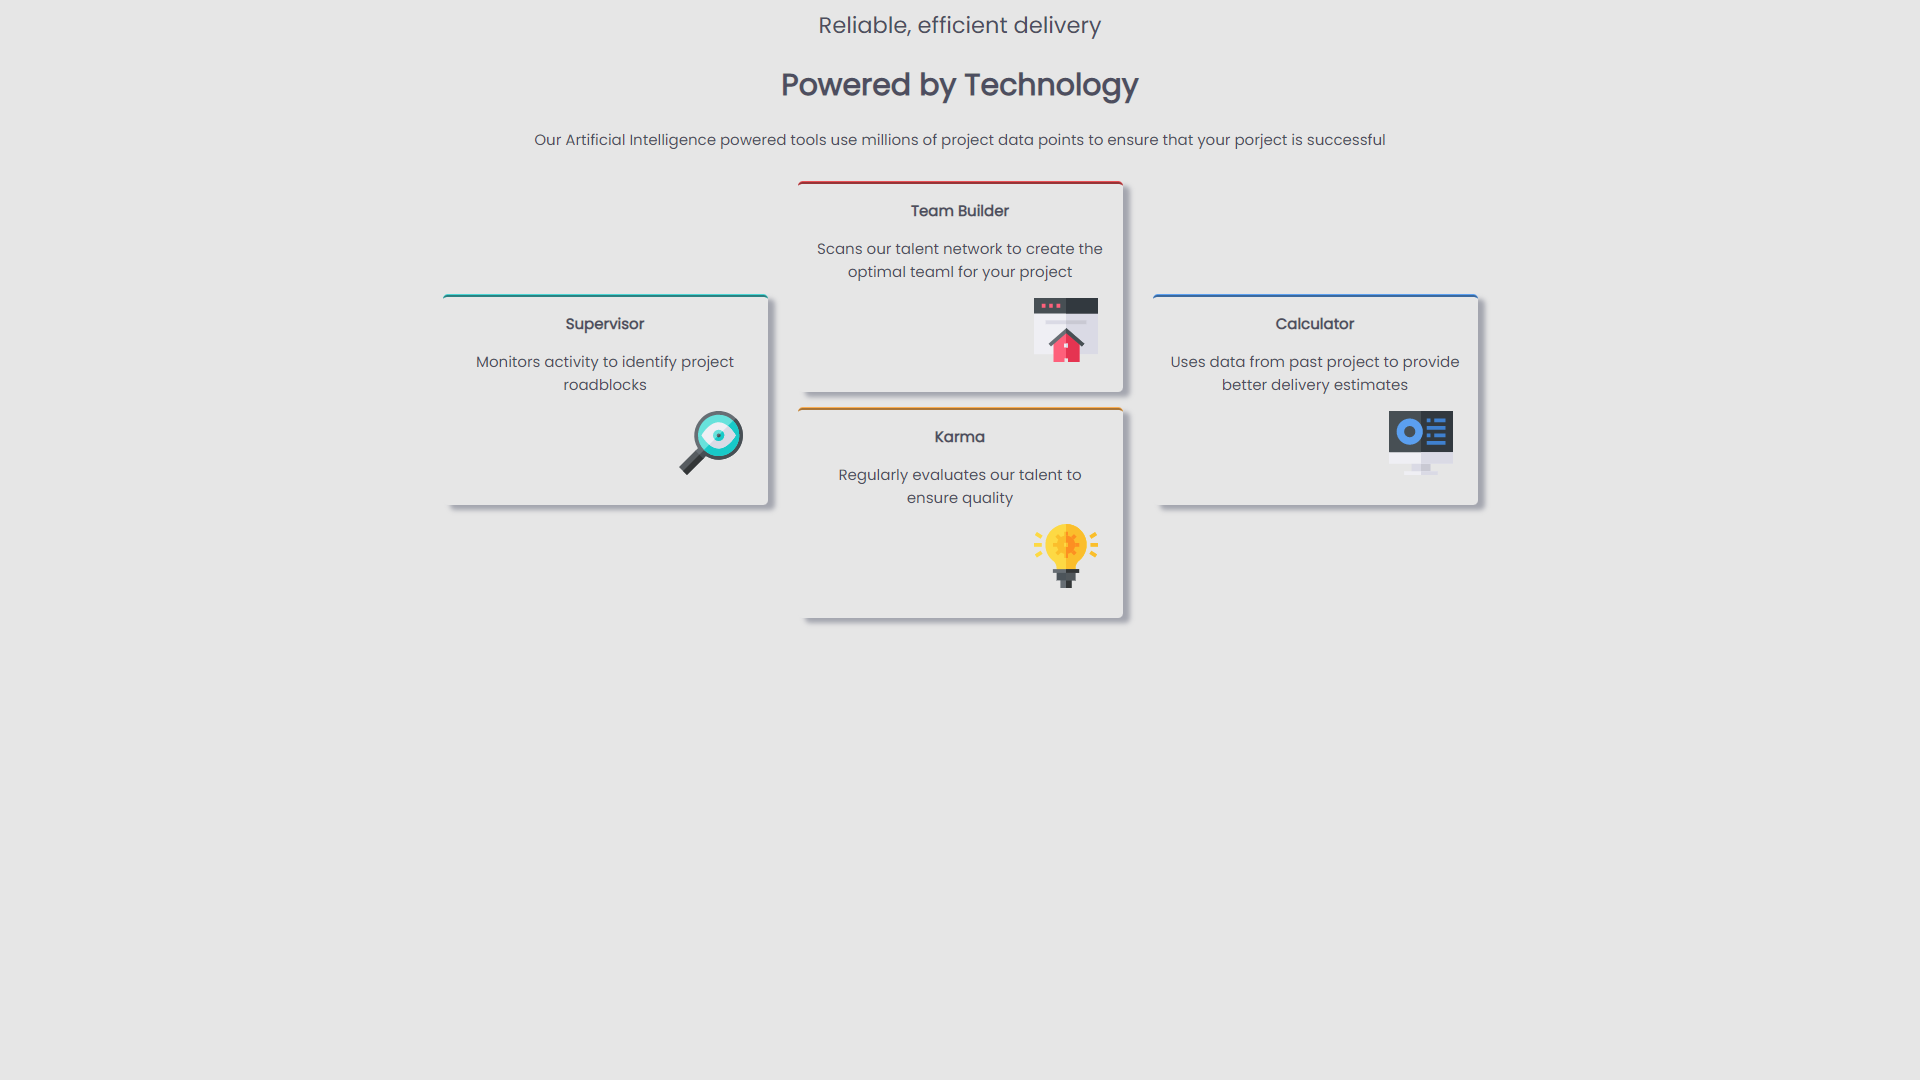 Reliable, efficient delivery
Powered by Technology
Our Artificial Intelligence powered tools use millions of project data points to ensure that your porject is successful
Supervisor
Monitors activity to identify project
roadblocks
Team Builder
Scans our talent network to create the
optimal teaml for your project
Karma
Regularly evaluates our talent to
ensure quality
Calculator
Uses data from past project to provide
better delivery estimates